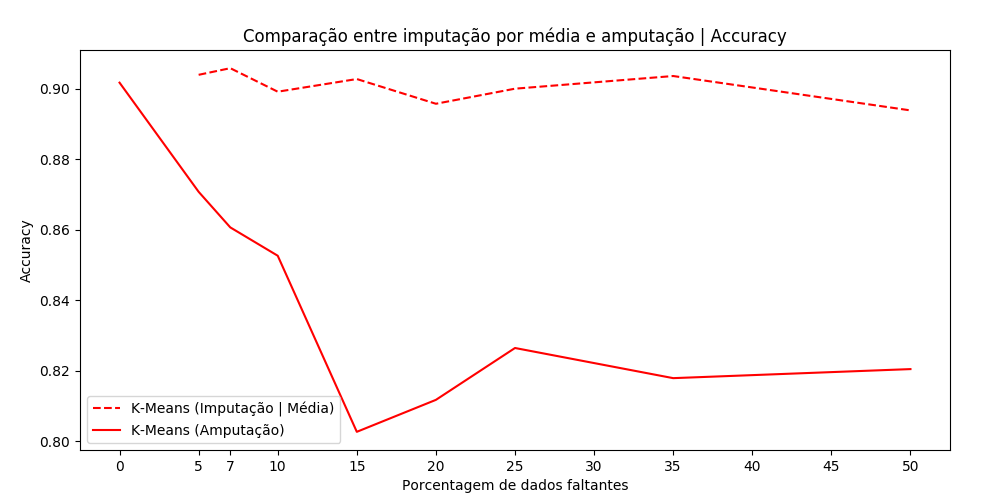 Comparação entre imputação por média e amputação | Accuracy
Accuracy
0.90
0.88
0.86
0.84
0.82
0.80
K-Means (Imputação | Média)
K-Means (Amputação)
0 5 7 10 15 20 25 30 35 40 45 50
Porcentagem de dados faltantes